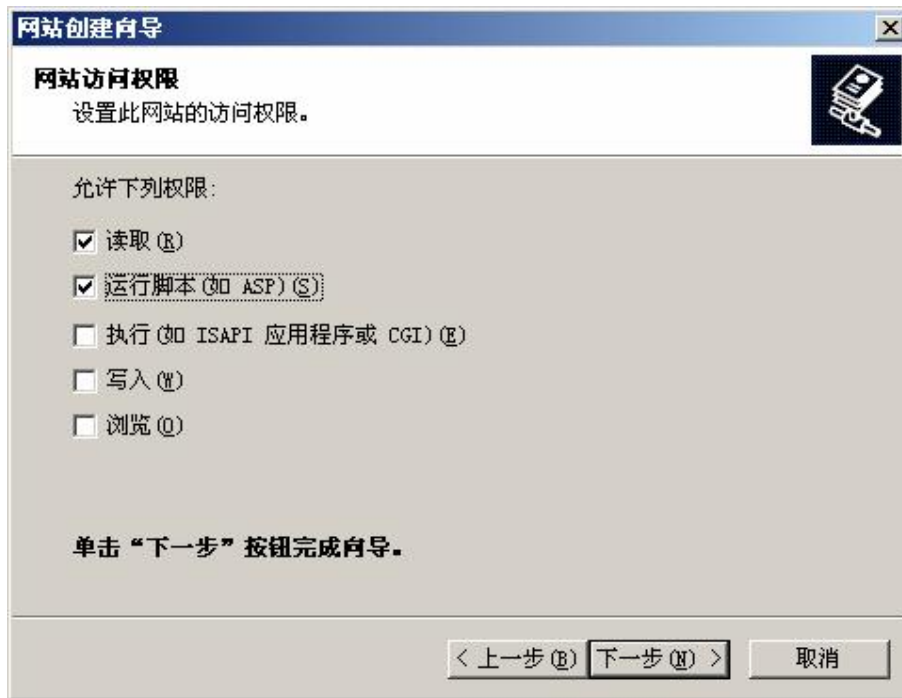 网站创建向导
网站访问权限
设置此网站的访问权限。
允许下列权限:
读取(R)
运行脚本(如 ASP)(S)
执行(如 ISAPI 应用程序或 CGI)(E)
写入(W)
浏览(O)
单击“下一步”按钮完成向导。
< 上一步(B) 下一步(N) > 取消